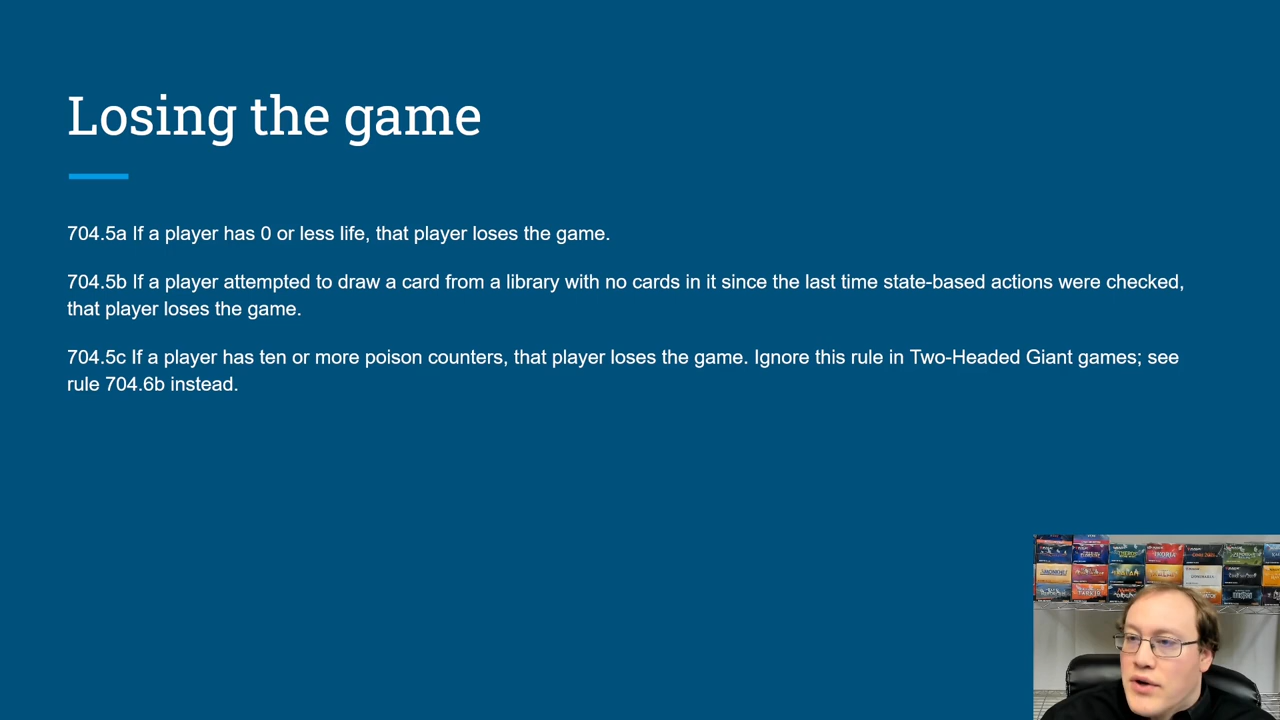 Losing the game
704.5a If a player has 0 or less life, that player loses the game.
704.5b If a player attempted to draw a card from a library with no cards in it since the last time state-based actions were checked,
that player loses the game.
704.5c If a player has ten or more poison counters, that player loses the game. Ignore this rule in Two-Headed Giant games; see
rule 704.6b instead.
IKORIA